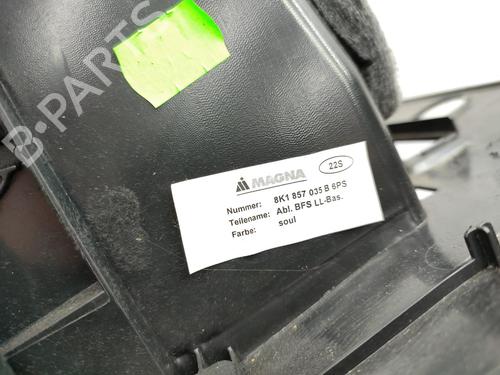 B-PARTS
MAGNA
22S
Nummer: 8K1 857 035 B 6PS
Teilename: Abl. BFS LL-Bas.
Farbe: soul